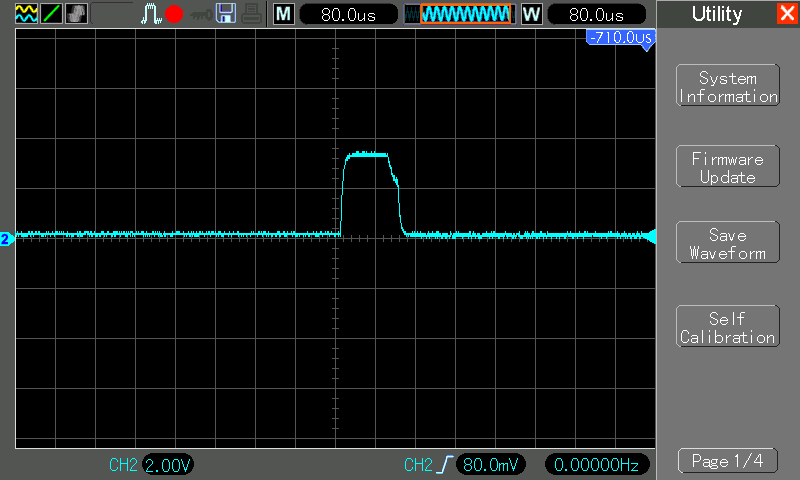 M 80.0us W 80.0us
Utility
-710.0us
System
Information
Firmware
Update
2
Save
Waveform
Self
Calibration
CH2 2.00V CH2 80.0mV 0.00000Hz
Page 1/4